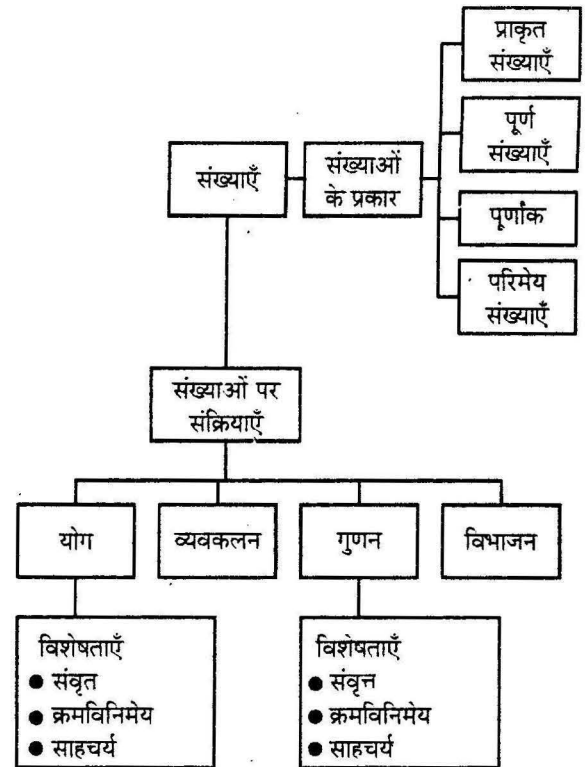 प्राकृत
संख्याएँ
पूर्ण
संख्याएँ
संख्याएँ
संख्याओं
के प्रकार
पूर्णांक
परिमेय
संख्याएँ
संख्याओं पर
संक्रियाएँ
योग
व्यवकलन
गुणन
विभाजन
विशेषताएँ
● संवृत
● क्रमविनिमेय
● साहचर्य
विशेषताएँ
● संवृत्त
● क्रमविनिमेय
● साहचर्य